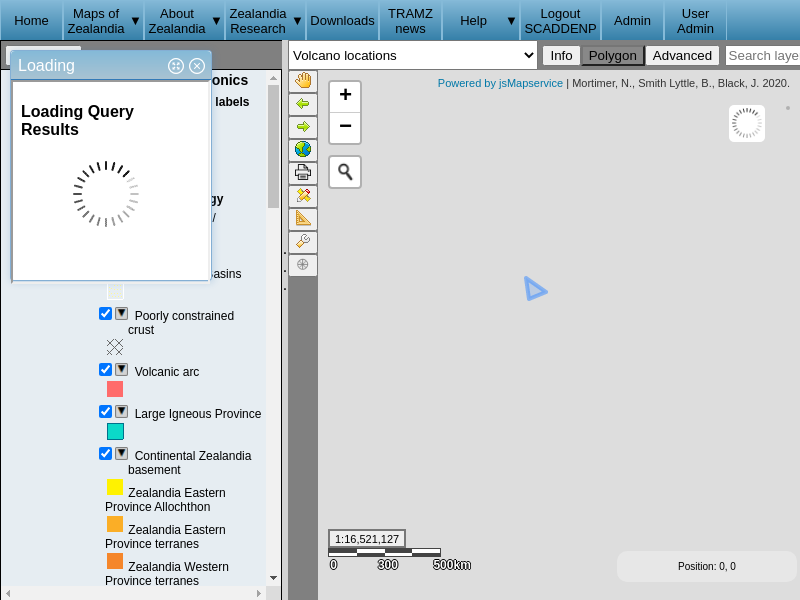 Home
Maps of Zealandia ▼
About Zealandia ▼
Zealandia Research ▼
Downloads
TRAMZ news
Help ▼
Logout SCADDENP
Admin
User Admin
Volcano locations
Info
Polygon
Advanced
Search laye
Loading
Loading Query
Results
onics
labels
gy
/
Basins
Poorly constrained
crust
Volcanic arc
Large Igneous Province
Continental Zealandia
basement
Zealandia Eastern
Province Allochthon
Zealandia Eastern
Province terranes
Zealandia Western
Province terranes
Powered by jsMapservice | Mortimer, N., Smith Lyttle, B., Black, J. 2020.
+
−
1:16,521,127
0 300 500km
Position: 0, 0